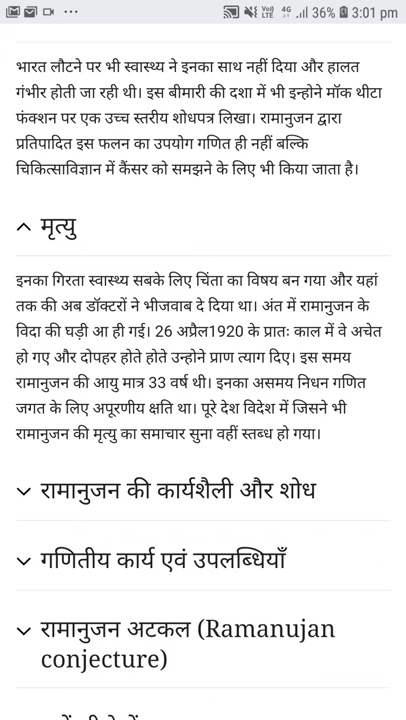 36% 3:01 pm
भारत लौटने पर भी स्वास्थ्य ने इनका साथ नहीं दिया और हालत
गंभीर होती जा रही थी। इस बीमारी की दशा में भी इन्होने मॉक थीटा
फंक्शन पर एक उच्च स्तरीय शोधपत्र लिखा। रामानुजन द्वारा
प्रतिपादित इस फलन का उपयोग गणित ही नहीं बल्कि
चिकित्साविज्ञान में कैंसर को समझने के लिए भी किया जाता है।
मृत्यु
इनका गिरता स्वास्थ्य सबके लिए चिंता का विषय बन गया और यहां
तक की अब डॉक्टरों ने भीजवाब दे दिया था। अंत में रामानुजन के
विदा की घड़ी आ ही गई। 26 अप्रैल1920 के प्रातः काल में वे अचेत
हो गए और दोपहर होते होते उन्होने प्राण त्याग दिए। इस समय
रामानुजन की आयु मात्र 33 वर्ष थी। इनका असमय निधन गणित
जगत के लिए अपूरणीय क्षति था। पूरे देश विदेश में जिसने भी
रामानुजन की मृत्यु का समाचार सुना वहीं स्तब्ध हो गया।
रामानुजन की कार्यशैली और शोध
गणितीय कार्य एवं उपलब्धियाँ
रामानुजन अटकल (Ramanujan
conjecture)